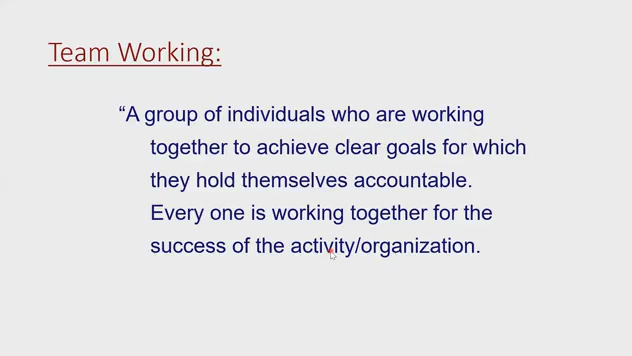 Team Working:
“A group of individuals who are working
together to achieve clear goals for which
they hold themselves accountable.
Every one is working together for the
success of the activity/organization.